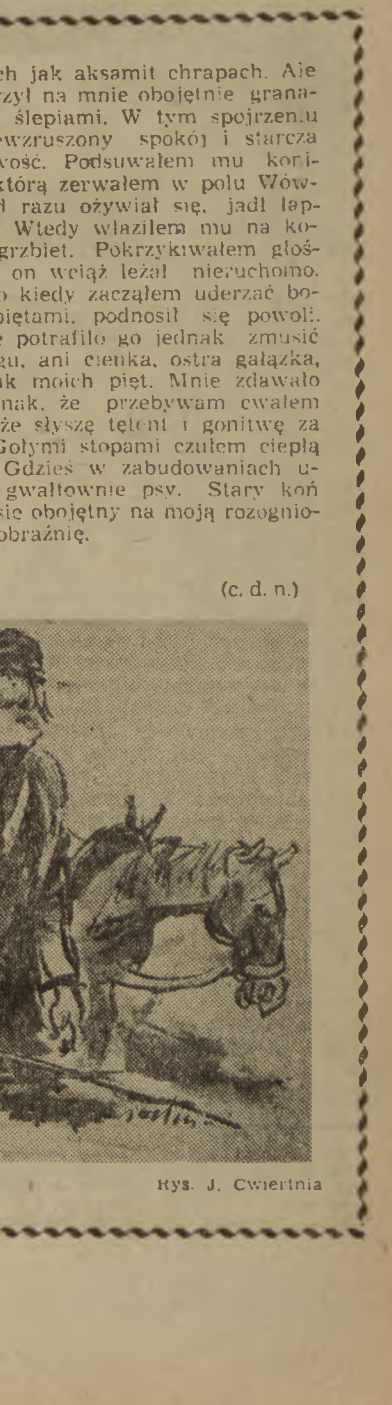 ch jak aksamit chrapach. Ale
rzył na mnie obojętnie grana-
ślepiami. W tym spojrzeniu
ewzruszony spokój i starcza
wość. Podsuwałem mu koni-
którą zerwałem w polu Wów-
d razu ożywiał się, jadł łap-
Wtedy właziłem mu na ko-
grzbiet. Pokrzykiwałem głoś-
on wciąż leżał nieruchomo.
o kiedy zacząłem uderzać bo-
piętami, podnosił się powoli.
e potrafiło go jednak zmusić
gu, ani cienka, ostra gałązka,
ak moich pięt. Mnie zdawało
dnak, że przebywam cwałem
że słyszę tętent i gonitwę za
Gołymi stopami czułem ciepłą
Gdzieś w zabudowaniach u-
gwałtownie psy. Stary koń
się obojętny na moją rozognio-
obraźnię.
(c. d. n.)
Rys. J. Cwiertnia